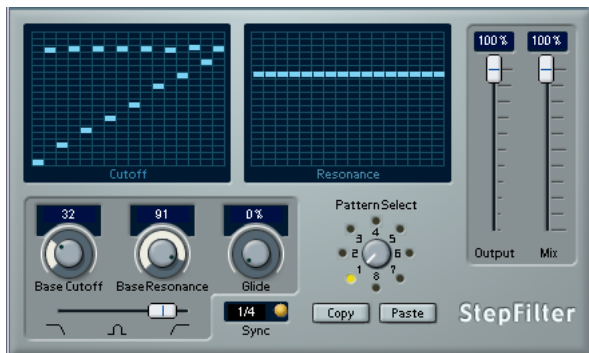 100%
100%
Cutoff
Resonance
32
91
0%
Pattern Select
1
2
3
4
5
6
7
8
Output
Mix
Base Cutoff
Base Resonance
Glide
1/4
Sync
Copy
Paste
StepFilter